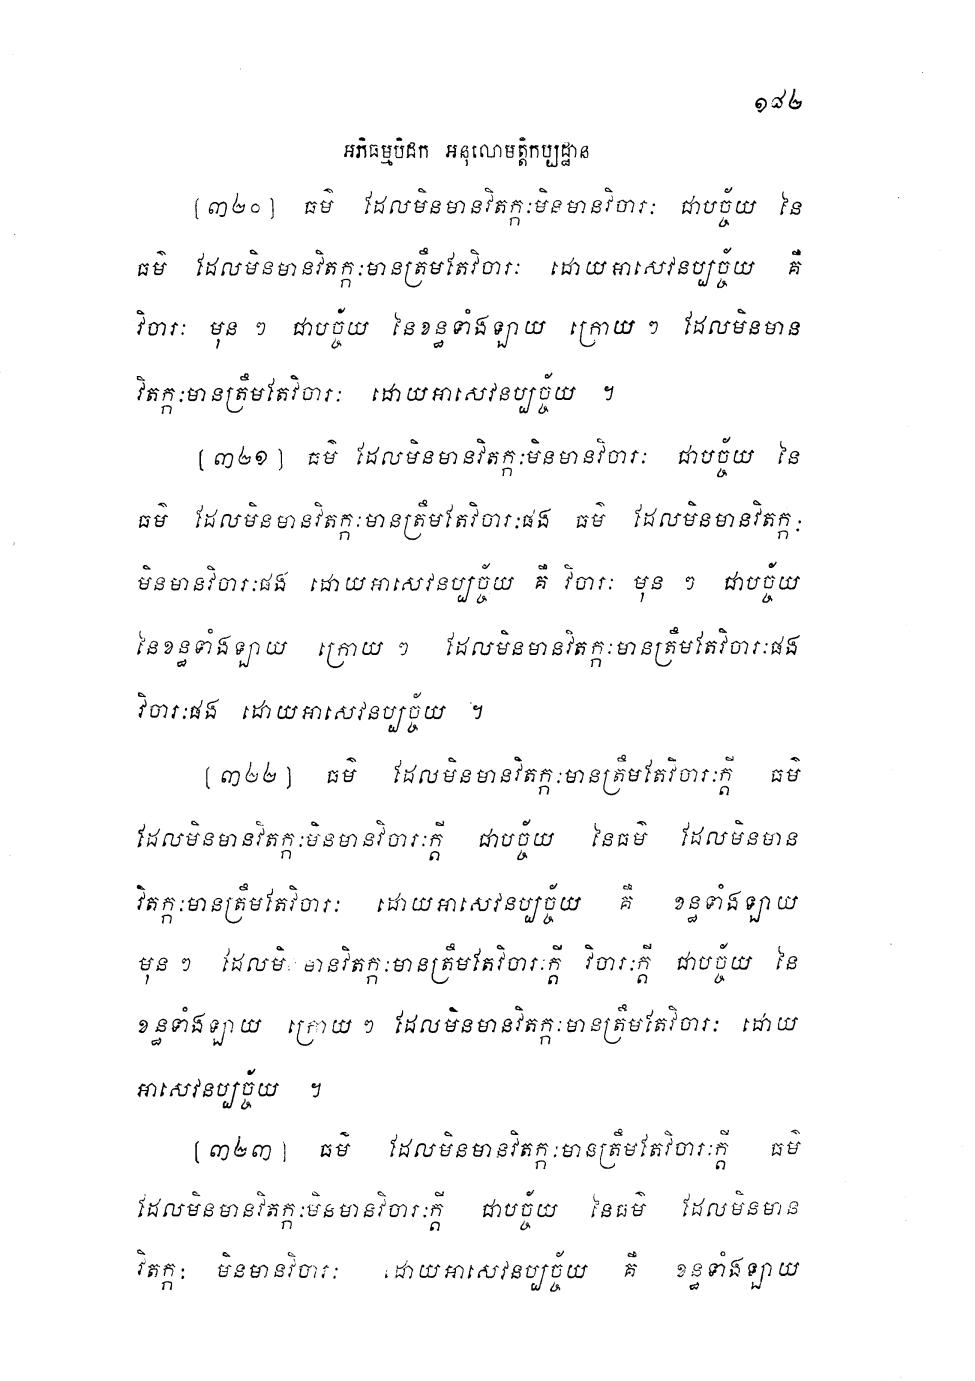 ១៨២
អភិធម្មបិដក អនុលោមត្តិកប្បដ្ឋាន
(៣២០) ធម៌ ដែលមិនមានវិតក្កៈមិនមានវិចារៈ ជាបច្ច័យ នៃ
ធម៌ ដែលមិនមានវិតក្កៈមានត្រឹមតែវិចារៈ ដោយអាសេវនប្បច្ច័យ គឺ
វិចារៈ មុន ៗ ជាបច្ច័យ នៃខន្ធទាំងឡាយ ក្រោយ ៗ ដែលមិនមាន
វិតក្កៈមានត្រឹមតែវិចារៈ ដោយអាសេវនប្បច្ច័យ ។
(៣២១) ធម៌ ដែលមិនមានវិតក្កៈមិនមានវិចារៈ ជាបច្ច័យ នៃ
ធម៌ ដែលមិនមានវិតក្កៈមានត្រឹមតែវិចារៈផង ធម៌ ដែលមិនមានវិតក្កៈ
មិនមានវិចារៈផង ដោយអាសេវនប្បច្ច័យ គឺ វិចារៈ មុន ៗ ជាបច្ច័យ
នៃខន្ធទាំងឡាយ ក្រោយ ៗ ដែលមិនមានវិតក្កៈមានត្រឹមតែវិចារៈផង
វិចារៈផង ដោយអាសេវនប្បច្ច័យ ។
(៣២២) ធម៌ ដែលមិនមានវិតក្កៈមានត្រឹមតែវិចារៈក្តី ធម៌
ដែលមិនមានវិតក្កៈមិនមានវិចារៈក្តី ជាបច្ច័យ នៃធម៌ ដែលមិនមាន
វិតក្កៈមានត្រឹមតែវិចារៈ ដោយអាសេវនប្បច្ច័យ គឺ ខន្ធទាំងឡាយ
មុន ៗ ដែលមិនមានវិតក្កៈមានត្រឹមតែវិចារៈក្តី វិចារៈក្តី ជាបច្ច័យ នៃ
ខន្ធទាំងឡាយ ក្រោយ ៗ ដែលមិនមានវិតក្កៈមានត្រឹមតែវិចារៈ ដោយ
អាសេវនប្បច្ច័យ ។
(៣២៣) ធម៌ ដែលមិនមានវិតក្កៈមានត្រឹមតែវិចារៈក្តី ធម៌
ដែលមិនមានវិតក្កៈមិនមានវិចារៈក្តី ជាបច្ច័យ នៃធម៌ ដែលមិនមាន
វិតក្កៈ មិនមានវិចារៈ ដោយអាសេវនប្បច្ច័យ គឺ ខន្ធទាំងឡាយ